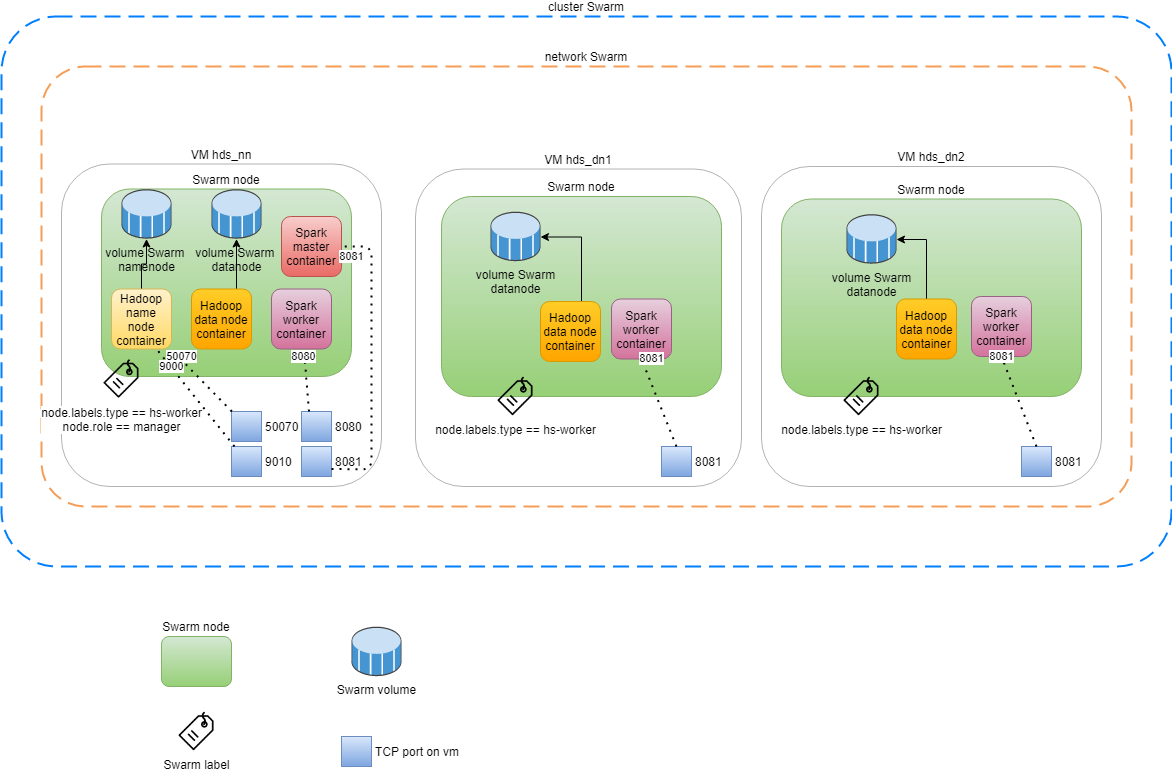 cluster Swarm
network Swarm
VM hds_nn
Swarm node
volume Swarm
namenode
volume Swarm
datanode
Spark
master
container
8081
Hadoop
name
node
container
Hadoop
data node
container
Spark
worker
container
50070
9000
8080
node.labels.type == hs-worker
node.role == manager
50070
8080
9010
8081
VM hds_dn1
Swarm node
volume Swarm
datanode
Hadoop
data node
container
Spark
worker
container
8081
node.labels.type == hs-worker
8081
VM hds_dn2
Swarm node
volume Swarm
datanode
Hadoop
data node
container
Spark
worker
container
8081
node.labels.type == hs-worker
8081
Swarm node
Swarm volume
Swarm label
TCP port on vm